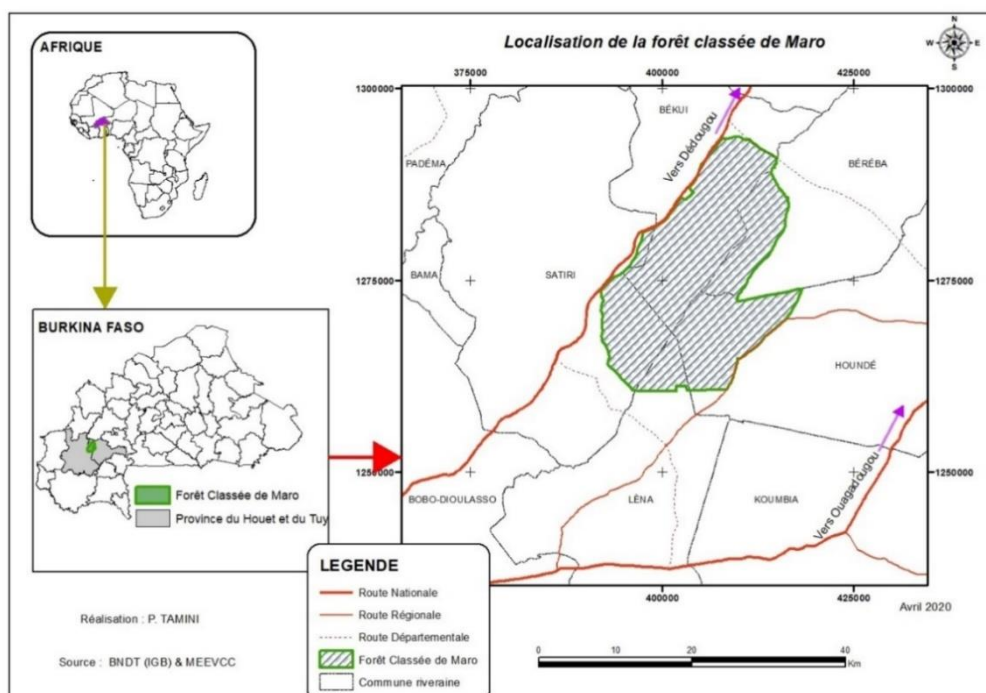 AFRIQUE
BURKINA FASO
Forêt Classée de Maro
Province du Houet et du Tuy
Réalisation : P. TAMINI
Source : BNDT (IGB) & MEEVCC
Localisation de la forêt classée de Maro
N
W
E
S
375000
400000
425000
1300000
1300000
BÉKUI
Vers Dédougou
PADÉMA
BÉRÉBA
1275000
1275000
BAMA
SATIRI
HOUNDÉ
1250000
1250000
BOBO-DIOULASSO
LÉNA
KOUMBIA
Vers Ouagadougou
400000
425000
Avril 2020
LEGENDE
Route Nationale
Route Régionale
Route Départementale
Forêt Classée de Maro
Commune riveraine
0
10
20
40
Km